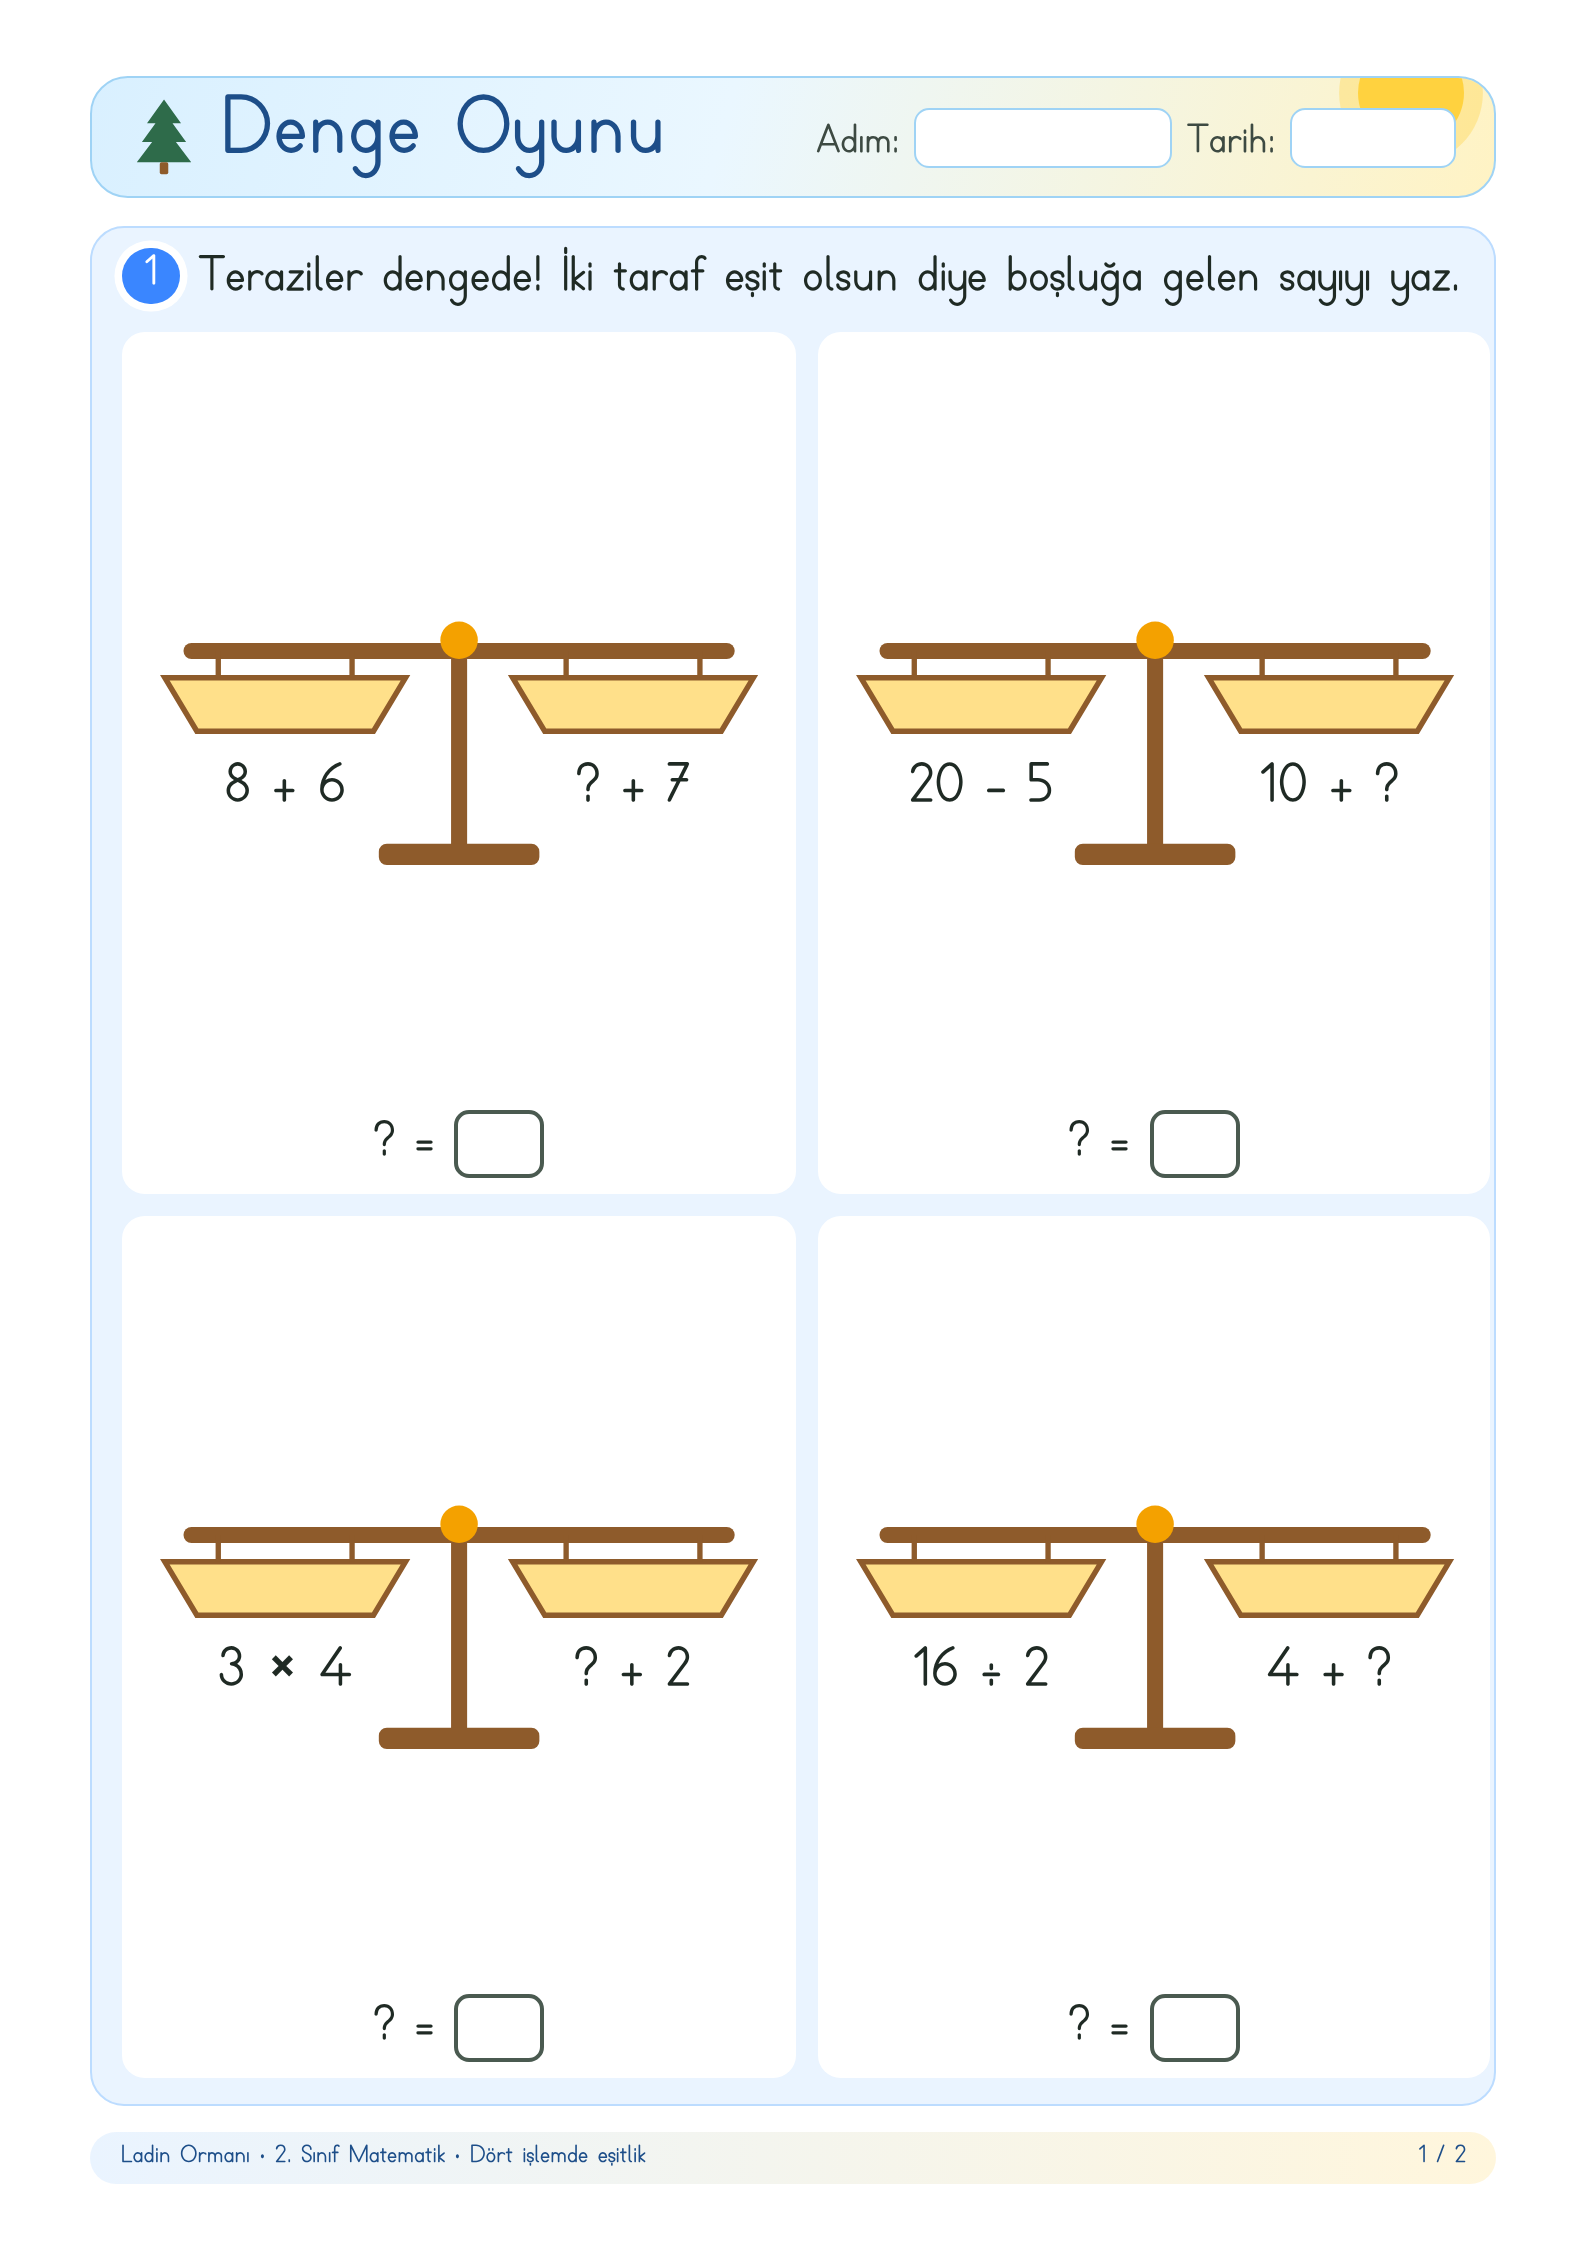 Denge Oyunu
Adım:
Tarih:
1 Teraziler dengede! İki taraf eşit olsun diye boşluğa gelen sayıyı yaz.
8 + 6
? + 7
? =
20 - 5
10 + ?
? =
3 × 4
? + 2
? =
16 ÷ 2
4 + ?
? =
Ladin Ormanı • 2. Sınıf Matematik • Dört işlemde eşitlik
1 / 2